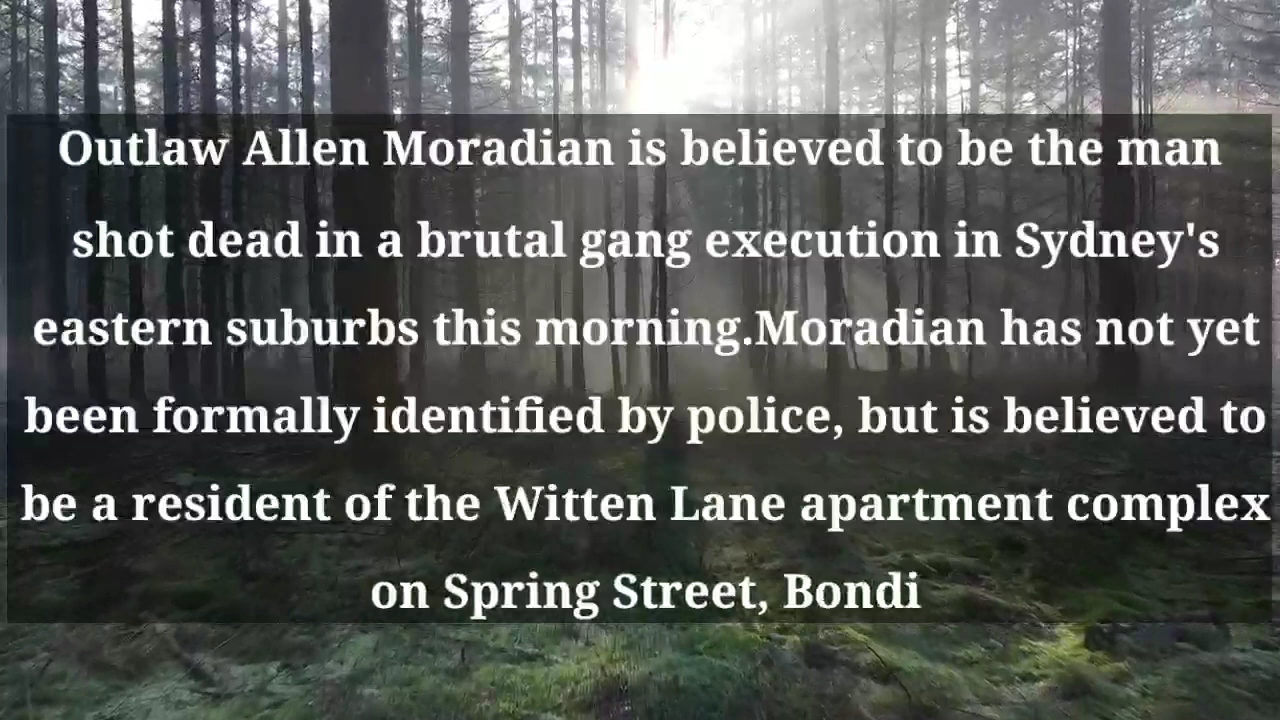 Outlaw Allen Moradian is believed to be the man
shot dead in a brutal gang execution in Sydney's
eastern suburbs this morning.Moradian has not yet
been formally identified by police, but is believed to
be a resident of the Witten Lane apartment complex
on Spring Street, Bondi